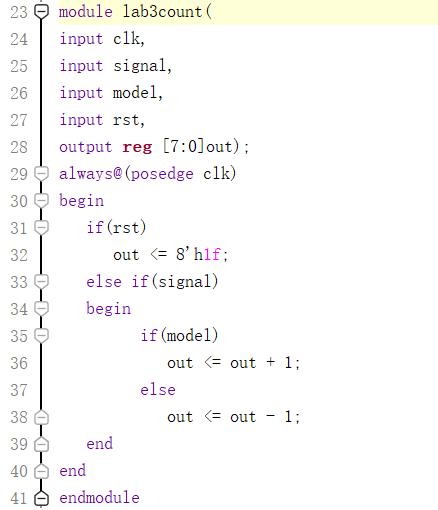 23 module lab3count(
24 input clk,
25 input signal,
26 input model,
27 input rst,
28 output reg [7:0]out);
29 always@(posedge clk)
30 begin
31 if(rst)
32 out <= 8'h1f;
33 else if(signal)
34 begin
35 if(model)
36 out <= out + 1;
37 else
38 out <= out - 1;
39 end
40 end
41 endmodule